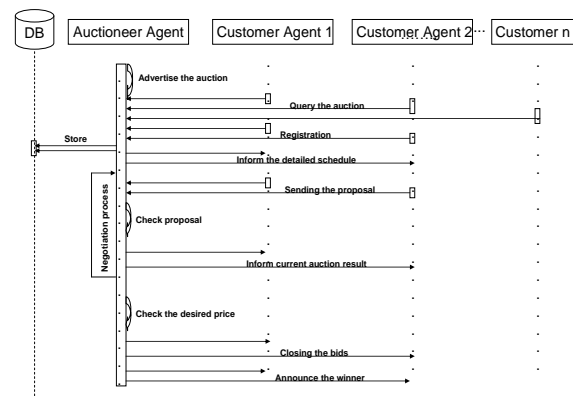 DB Auctioneer Agent Customer Agent 1 Customer Agent 2 ... Customer n
Advertise the auction
Query the auction
Registration
Store
Inform the detailed schedule
Sending the proposal
Negotiation process
Check proposal
Inform current auction result
Check the desired price
Closing the bids
Announce the winner